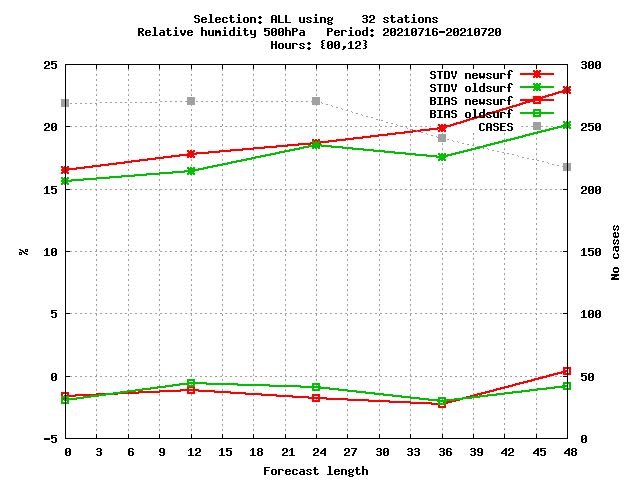 Selection: ALL using    32 stations
Relative humidity 500hPa   Period: 20210716-20210720
Hours: {00,12}
25 300
STDV newsurf
STDV oldsurf
BIAS newsurf
BIAS oldsurf
CASES
20 250
15 200
%
No cases
10 150
5 100
0 50
-5 0
0 3 6 9 12 15 18 21 24 27 30 33 36 39 42 45 48
Forecast length